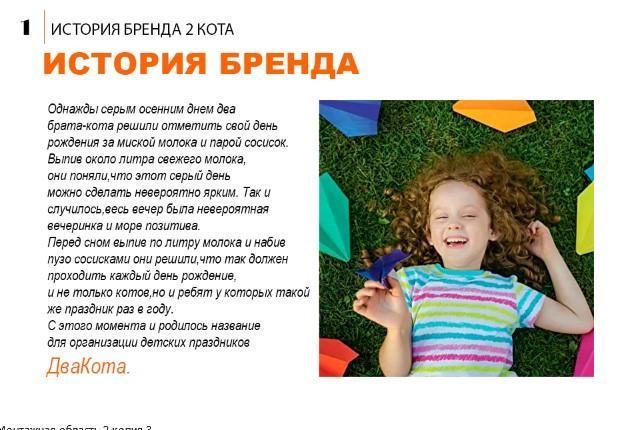 1 ИСТОРИЯ БРЕНДА 2 КОТА
ИСТОРИЯ БРЕНДА
Однажды серым осенним днем два
брата-кота решили отметить свой день
рождения за миской молока и парой сосисок.
Выпив около литра свежего молока,
они поняли,что этот серый день
можно сделать невероятно ярким. Так и
случилось,весь вечер была невероятная
вечеринка и море позитива.
Перед сном выпив по литру молока и набив
пузо сосисками они решили,что так должен
проходить каждый день рождение,
и не только котов,но и ребят у которых такой
же праздник раз в году.
С этого момента и родилось название
для организации детских праздников
ДваКота.
Монтажная область 2 копия 3